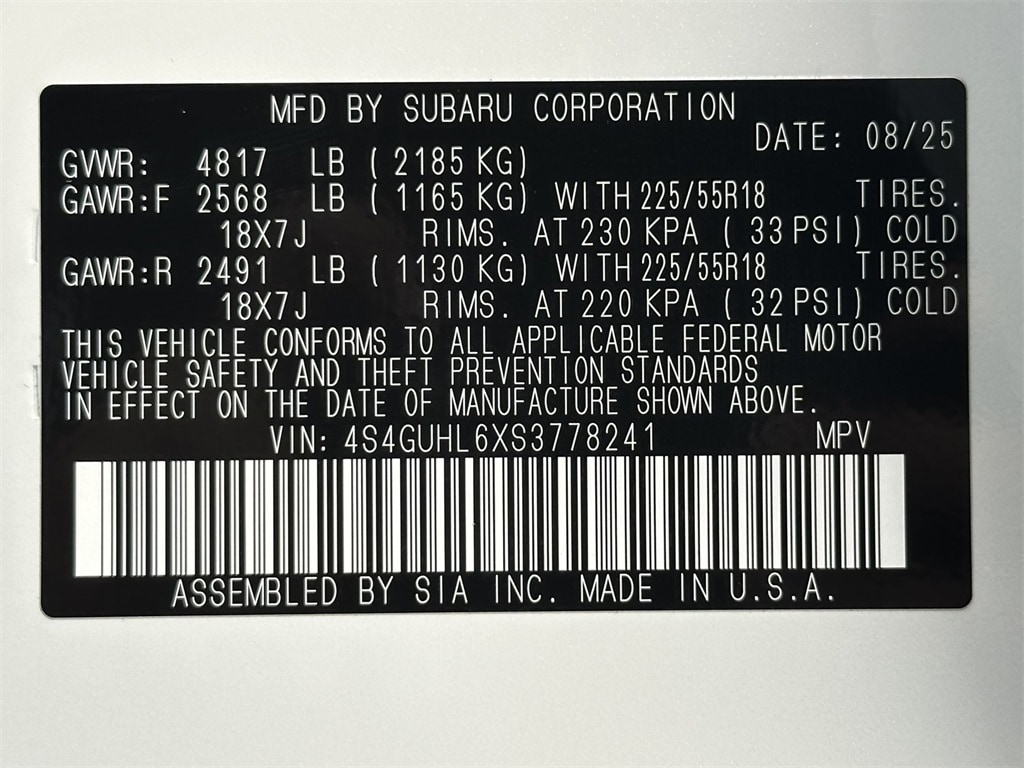 MFD BY SUBARU CORPORATION
DATE: 08/25
GVWR: 4817 LB ( 2185 KG)
GAWR:F 2568 LB ( 1165 KG) WITH 225/55R18 TIRES.
18X7J RIMS. AT 230 KPA ( 33 PSI) COLD
GAWR:R 2491 LB ( 1130 KG) WITH 225/55R18 TIRES.
18X7J RIMS. AT 220 KPA ( 32 PSI) COLD
THIS VEHICLE CONFORMS TO ALL APPLICABLE FEDERAL MOTOR
VEHICLE SAFETY AND THEFT PREVENTION STANDARDS
IN EFFECT ON THE DATE OF MANUFACTURE SHOWN ABOVE.
VIN: 4S4GUHL6XS3778241 MPV
ASSEMBLED BY SIA INC. MADE IN U.S.A.